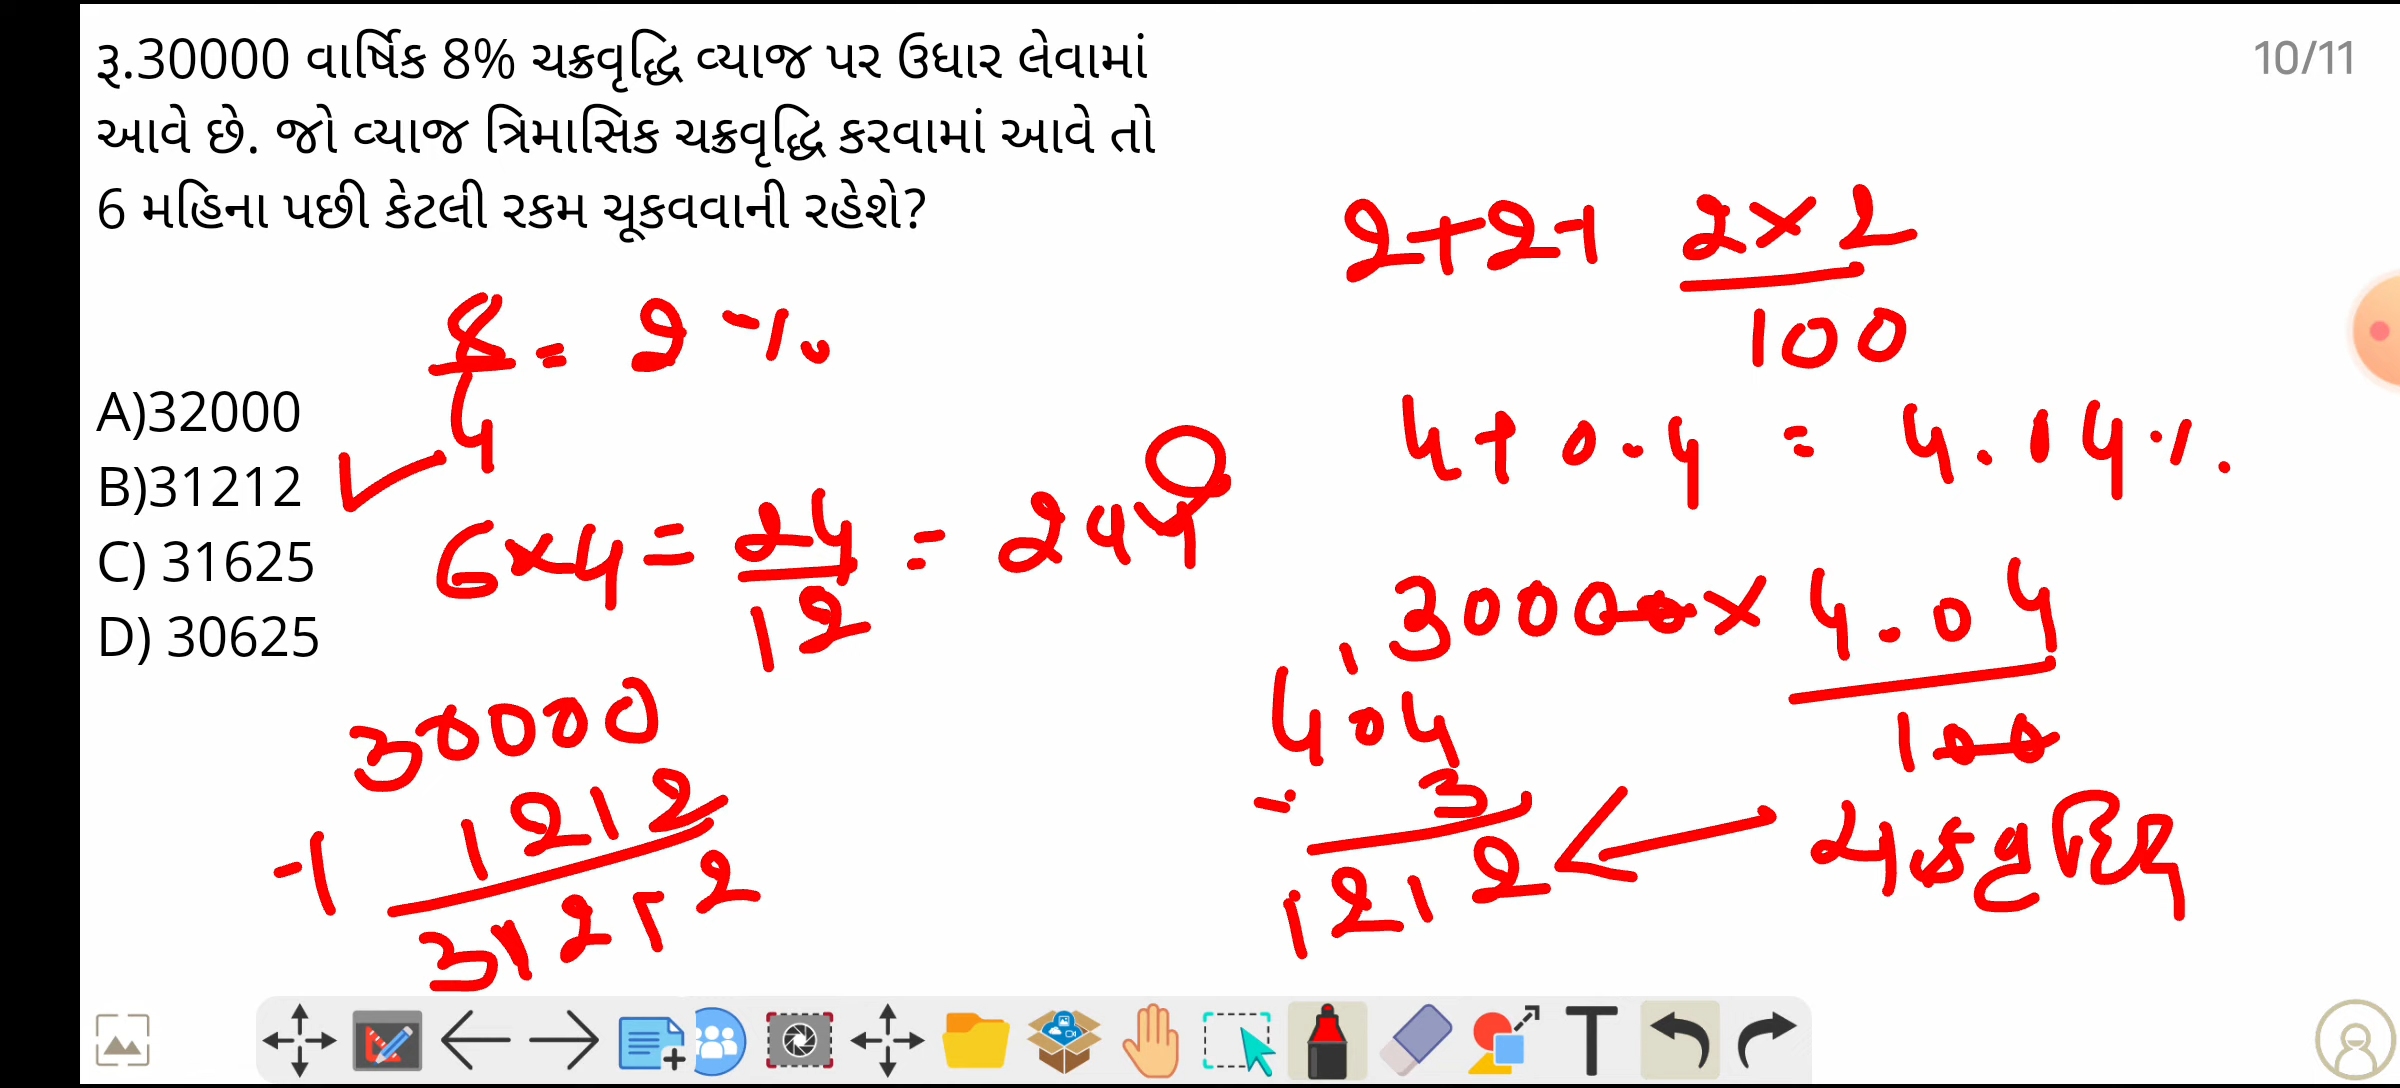 રૂ.30000 વાર્ષિક 8% ચક્રવૃદ્ધિ વ્યાજ પર ઉધાર લેવામાં
આવે છે. જો વ્યાજ ત્રિમાસિક ચક્રવૃદ્ધિ કરવામાં આવે તો
6 મહિના પછી કેટલી રકમ ચૂકવવાની રહેશે?
10/11
8/4 = 2 %
A)32000
B)31212
C) 31625
D) 30625
6×4 = 24/12 = 2
30000
+ 1212
31212
2+2+ 2×2/100
4+0.4 = 4.04%.
30000× 4.04/100
404
× 3
1212